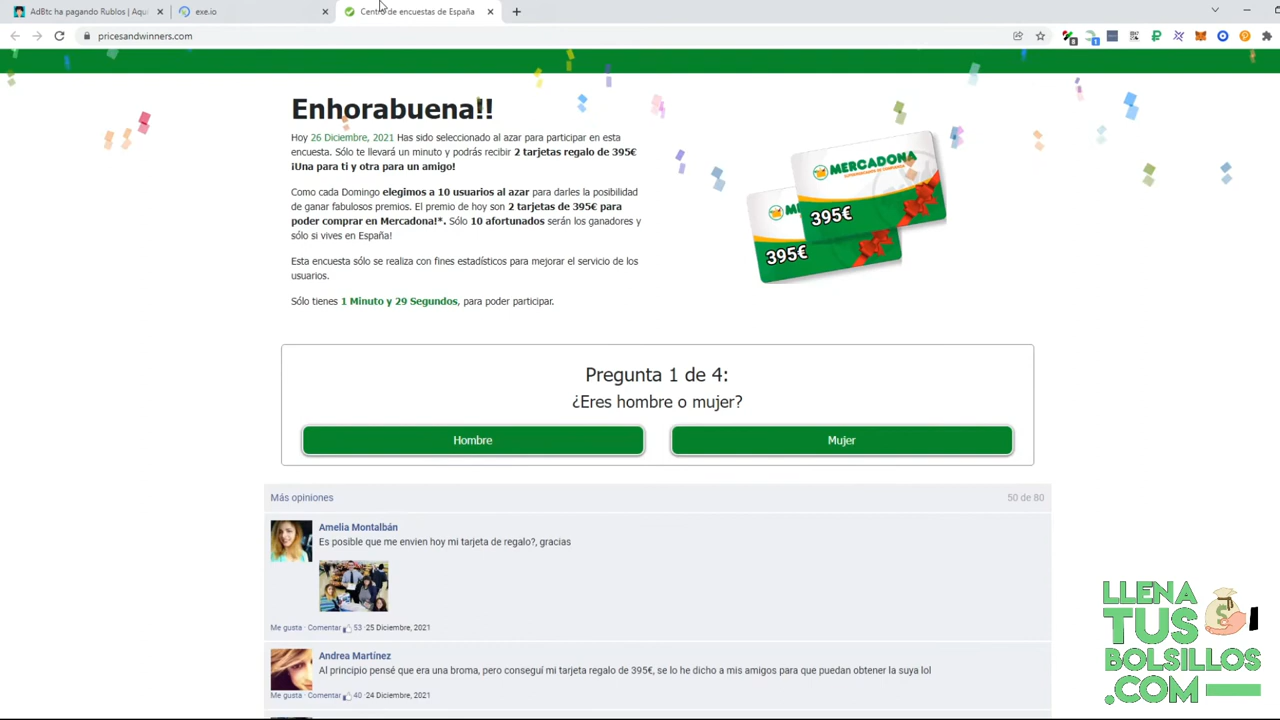 AdBtc ha pagando Rublos | Aqu
exe.io
Centro de encuestas de España
pricesandwinners.com
Enhorabuena!!
Hoy 26 Diciembre, 2021 Has sido seleccionado al azar para participar en esta
encuesta. Sólo te llevará un minuto y podrás recibir 2 tarjetas regalo de 395€
¡Una para ti y otra para un amigo!
Como cada Domingo elegimos a 10 usuarios al azar para darles la posibilidad
de ganar fabulosos premios. El premio de hoy son 2 tarjetas de 395€ para
poder comprar en Mercadona!*. Sólo 10 afortunados serán los ganadores y
sólo si vives en España!
Esta encuesta sólo se realiza con fines estadísticos para mejorar el servicio de los
usuarios.
Sólo tienes 1 Minuto y 29 Segundos, para poder participar.
MERCADONA
SUPERMERCADOS DE CONFIANZA
395€
395€
Pregunta 1 de 4:
¿Eres hombre o mujer?
Hombre
Mujer
Más opiniones
50 de 80
Amelia Montalbán
Es posible que me envien hoy mi tarjeta de regalo?, gracias
Me gusta · Comentar 53 · 25 Diciembre, 2021
Andrea Martínez
Al principio pensé que era una broma, pero conseguí mi tarjeta regalo de 395€, se lo he dicho a mis amigos para que puedan obtener la suya lol
Me gusta · Comentar 40 · 24 Diciembre, 2021
LLENA
TUS
BOLSILLOS
.COM